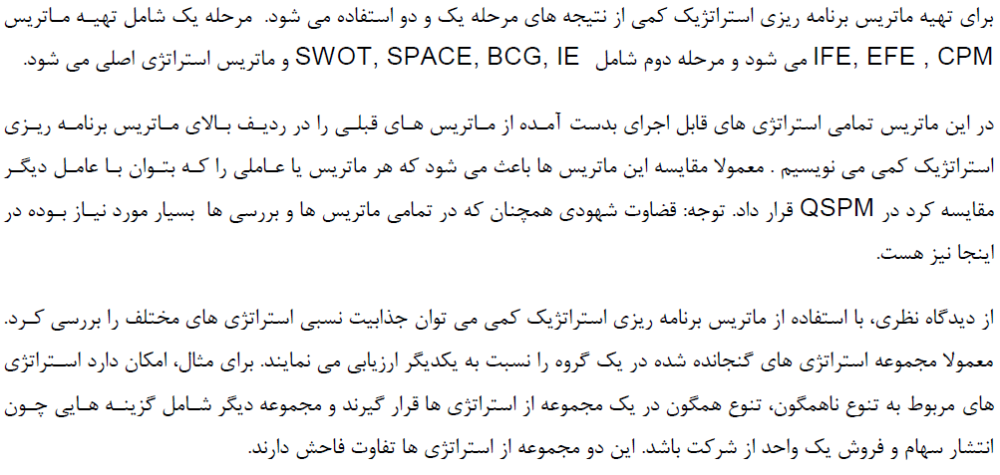 برای تهیه ماتریس برنامه ریزی استراتژیک کمی از نتیجه های مرحله یک و دو استفاده می شود. مرحله یک شامل تهیه ماتریس
IFE, EFE , CPM می شود و مرحله دوم شامل SWOT, SPACE, BCG, IE و ماتریس استراتژی اصلی می شود.
در این ماتریس تمامی استراتژی های قابل اجرای بدست آمده از ماتریس های قبلی را در ردیف بالای ماتریس برنامه ریزی
استراتژیک کمی می نویسیم . معمولا مقایسه این ماتریس ها باعث می شود که هر ماتریس یا عاملی را که بتوان با عامل دیگر
مقایسه کرد در QSPM قرار داد. توجه: قضاوت شهودی همچنان که در تمامی ماتریس ها و بررسی ها بسیار مورد نیاز بوده در
اینجا نیز هست.
از دیدگاه نظری، با استفاده از ماتریس برنامه ریزی استراتژیک کمی می توان جذابیت نسبی استراتژی های مختلف را بررسی کرد.
معمولا مجموعه استراتژی های گنجانده شده در یک گروه را نسبت به یکدیگر ارزیابی می نمایند. برای مثال، امکان دارد استراتژی
های مربوط به تنوع ناهمگون، تنوع همگون در یک مجموعه از استراتژی ها قرار گیرند و مجموعه دیگر شامل گزینه هایی چون
انتشار سهام و فروش یک واحد از شرکت باشد. این دو مجموعه از استراتژی ها تفاوت فاحش دارند.